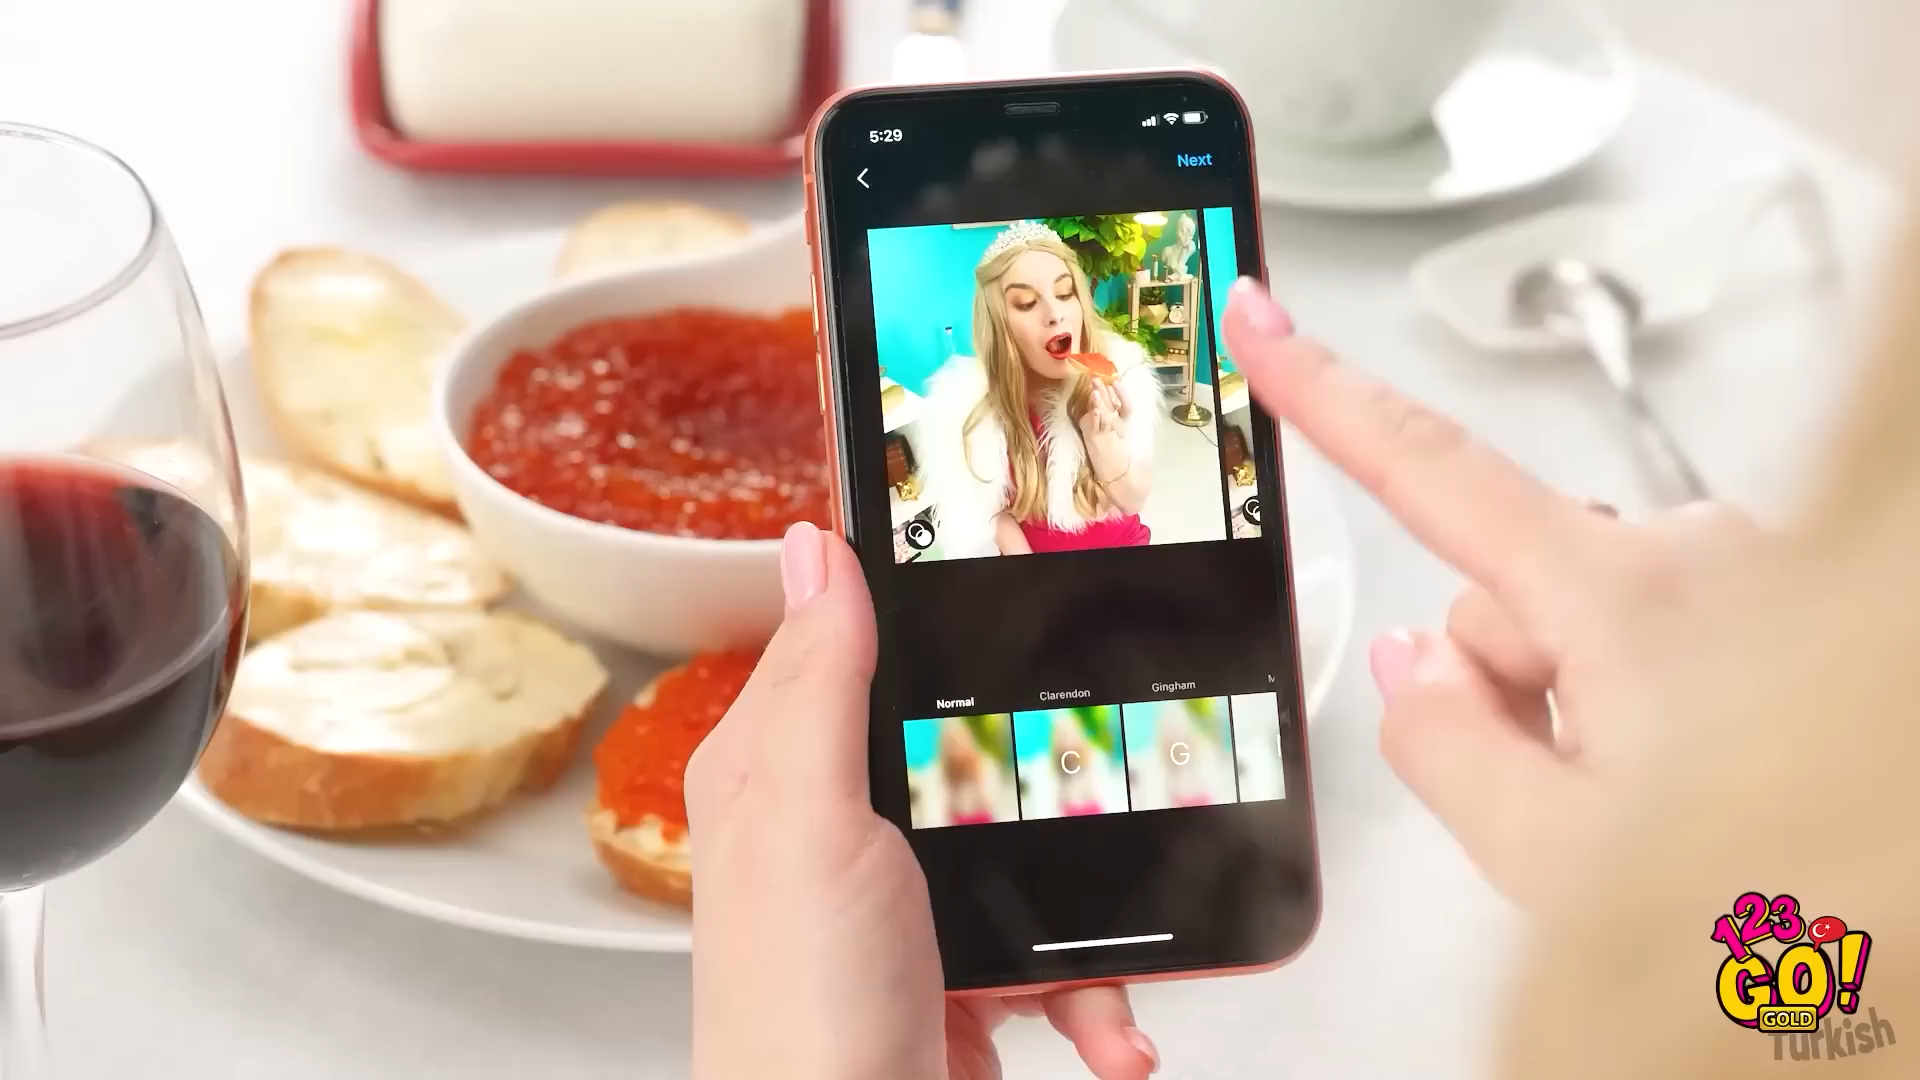 5:29
Next
Normal
Clarendon
Gingham
M
C
G
123
GO!
GOLD
Turkish